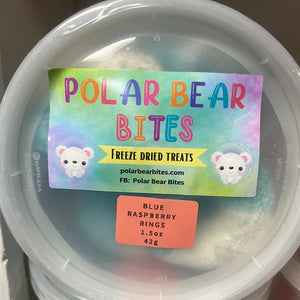 POLAR BEAR
BITES
FREEZE DRIED TREATS
polarbearbites.com
FB: Polar Bear Bites
BLUE
RASPBERRY
RINGS
1.5oz
42g